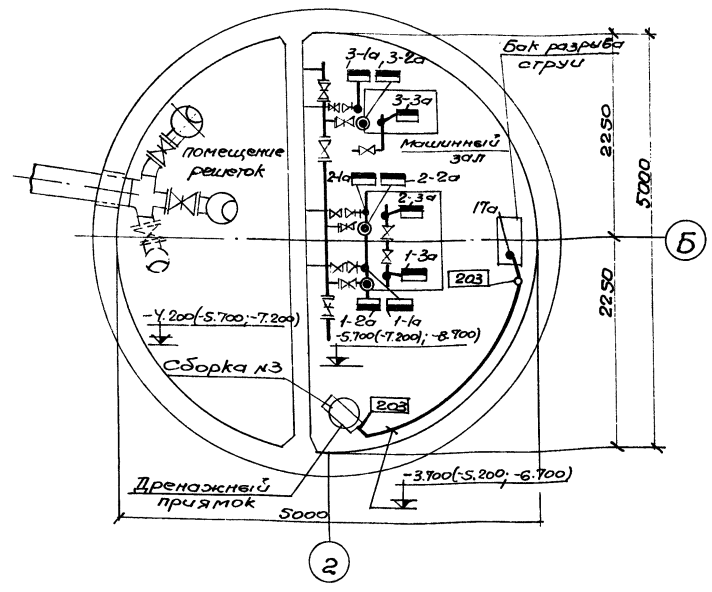 3-1а, 3-2а
Бак разрыва
струи
3-3а
Помещение
решеток
машинный
зал
2250
5000
2-1а 2-2а
2-3а
17а
Б
1-3а
203
2250
-4.200(-5.700; -7.200)
1-2а 1-1а
-5.700(-7.200); -8.700)
Сборка №3
203
-3.700(-5.200; -6.700)
Дренажный
приямок
5000
2